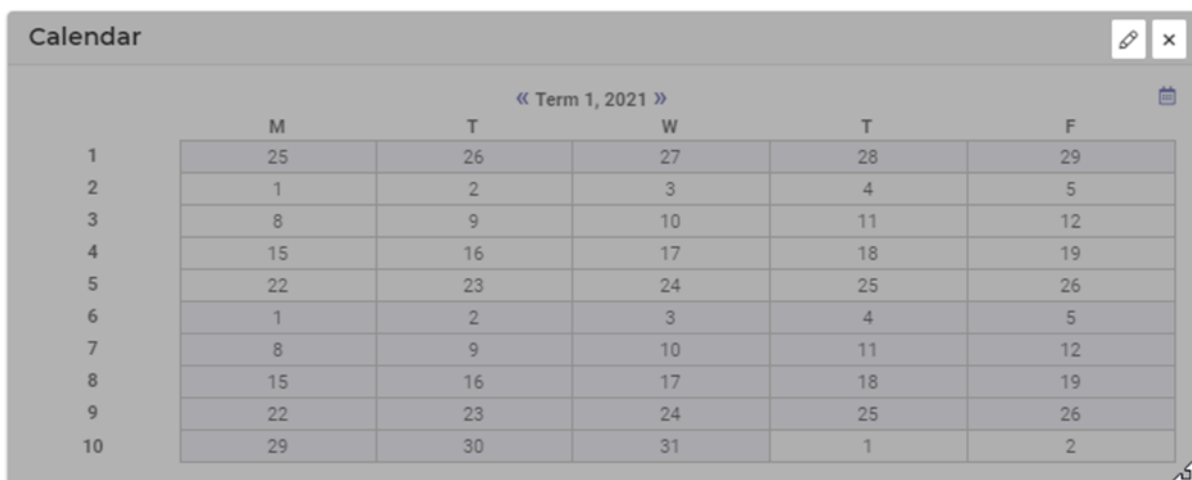 Calendar
« Term 1, 2021 »
M T W T F
1 25 26 27 28 29
2 1 2 3 4 5
3 8 9 10 11 12
4 15 16 17 18 19
5 22 23 24 25 26
6 1 2 3 4 5
7 8 9 10 11 12
8 15 16 17 18 19
9 22 23 24 25 26
10 29 30 31 1 2